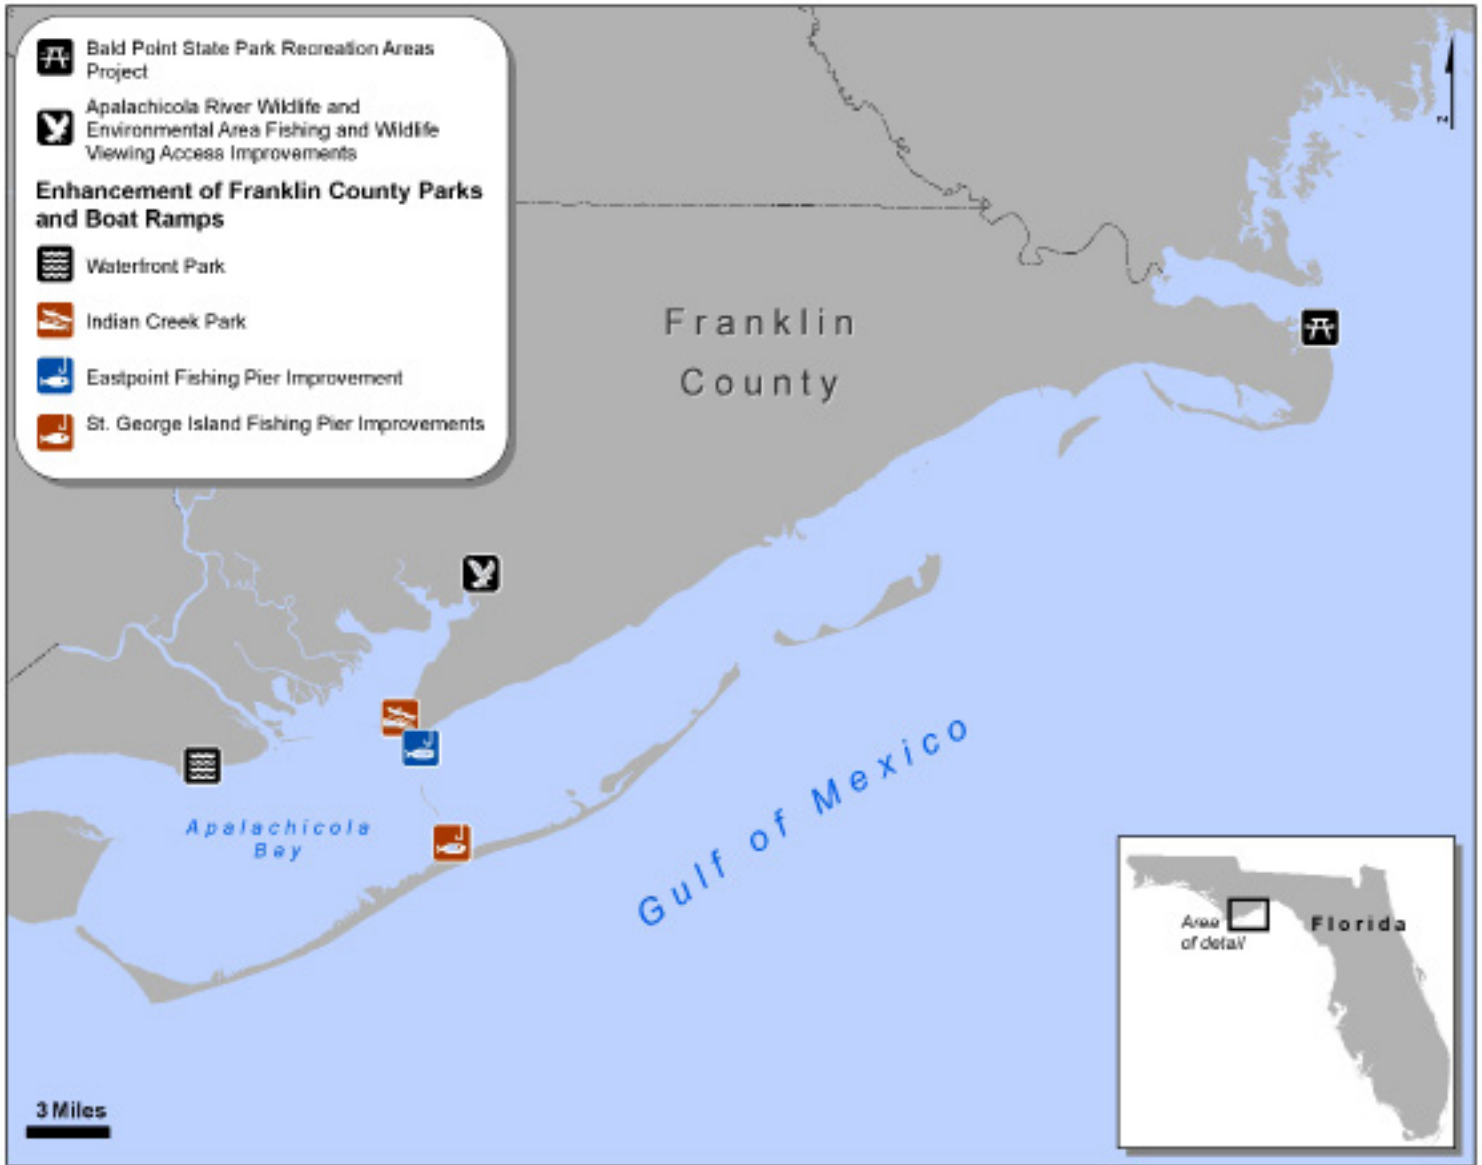 Bald Point State Park Recreation Areas
Project
Apalachicola River Wildlife and
Environmental Area Fishing and Wildlife
Viewing Access Improvements
Enhancement of Franklin County Parks
and Boat Ramps
Waterfront Park
Indian Creek Park
Eastpoint Fishing Pier Improvement
St. George Island Fishing Pier Improvements
N
Franklin
County
Apalachicola
Bay
Gulf of Mexico
Area
of detail
Florida
3 Miles